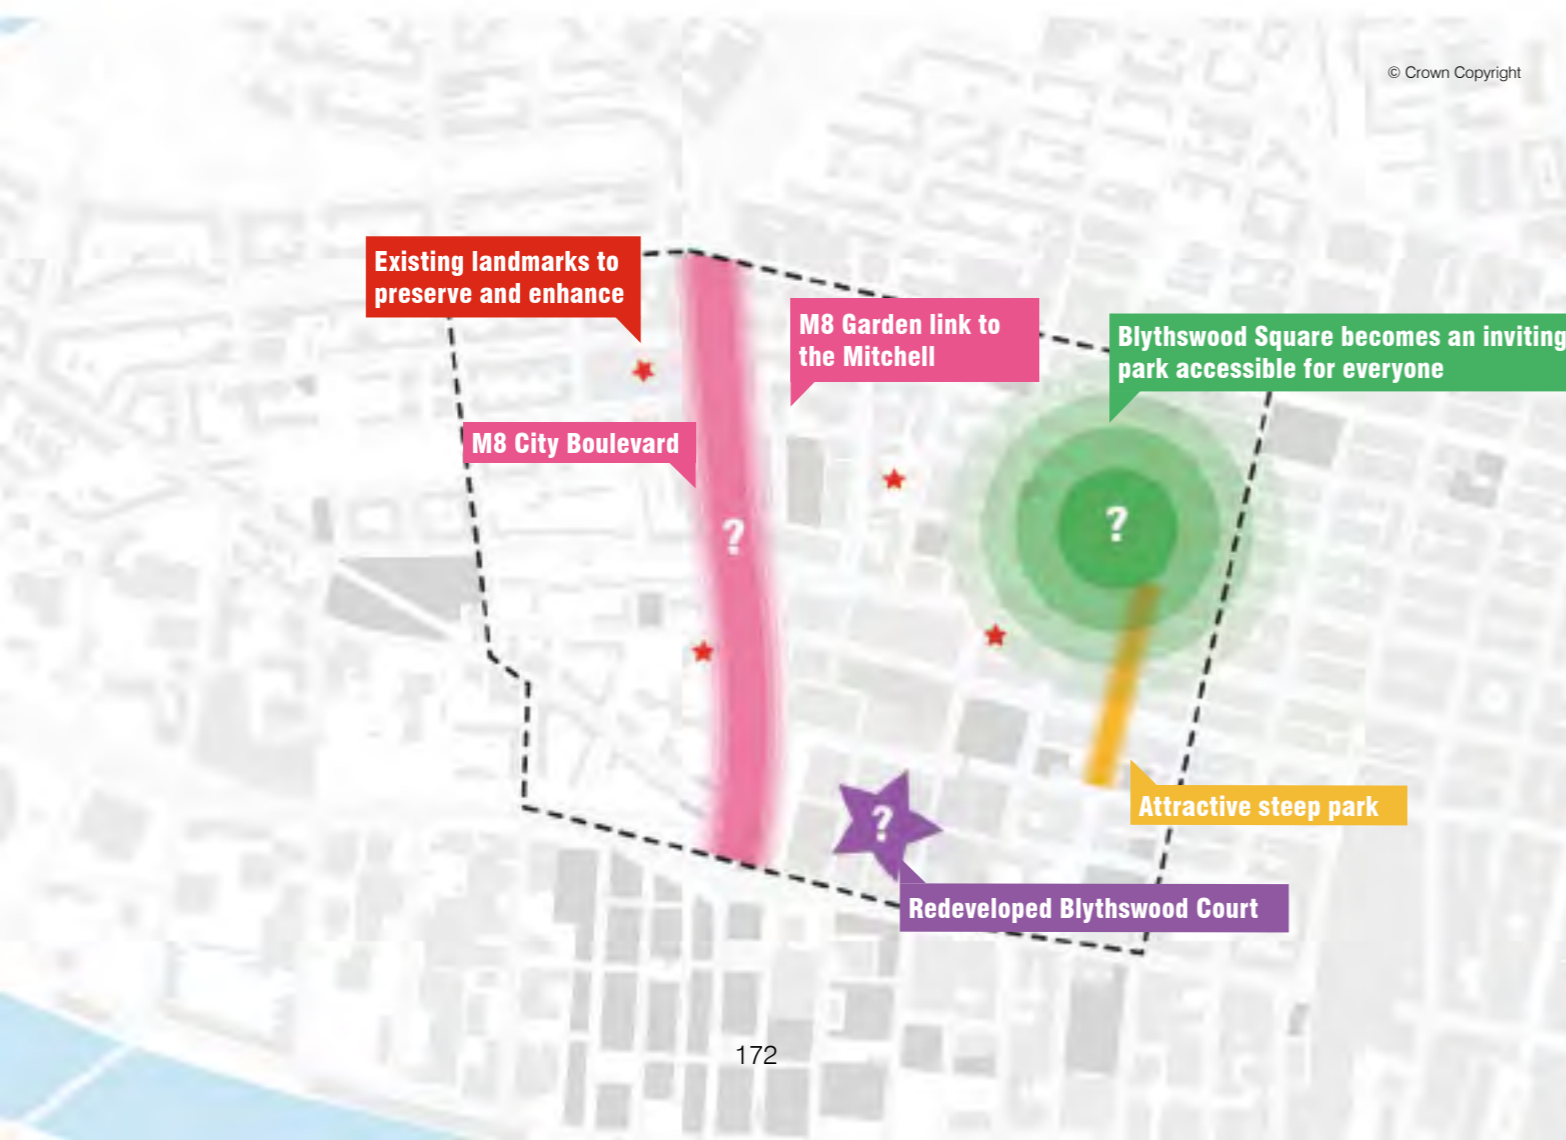 © Crown Copyright
Existing landmarks to
preserve and enhance
M8 Garden link to
the Mitchell
Blythswood Square becomes an inviting
park accessible for everyone
M8 City Boulevard
?
?
Attractive steep park
?
Redeveloped Blythswood Court
172